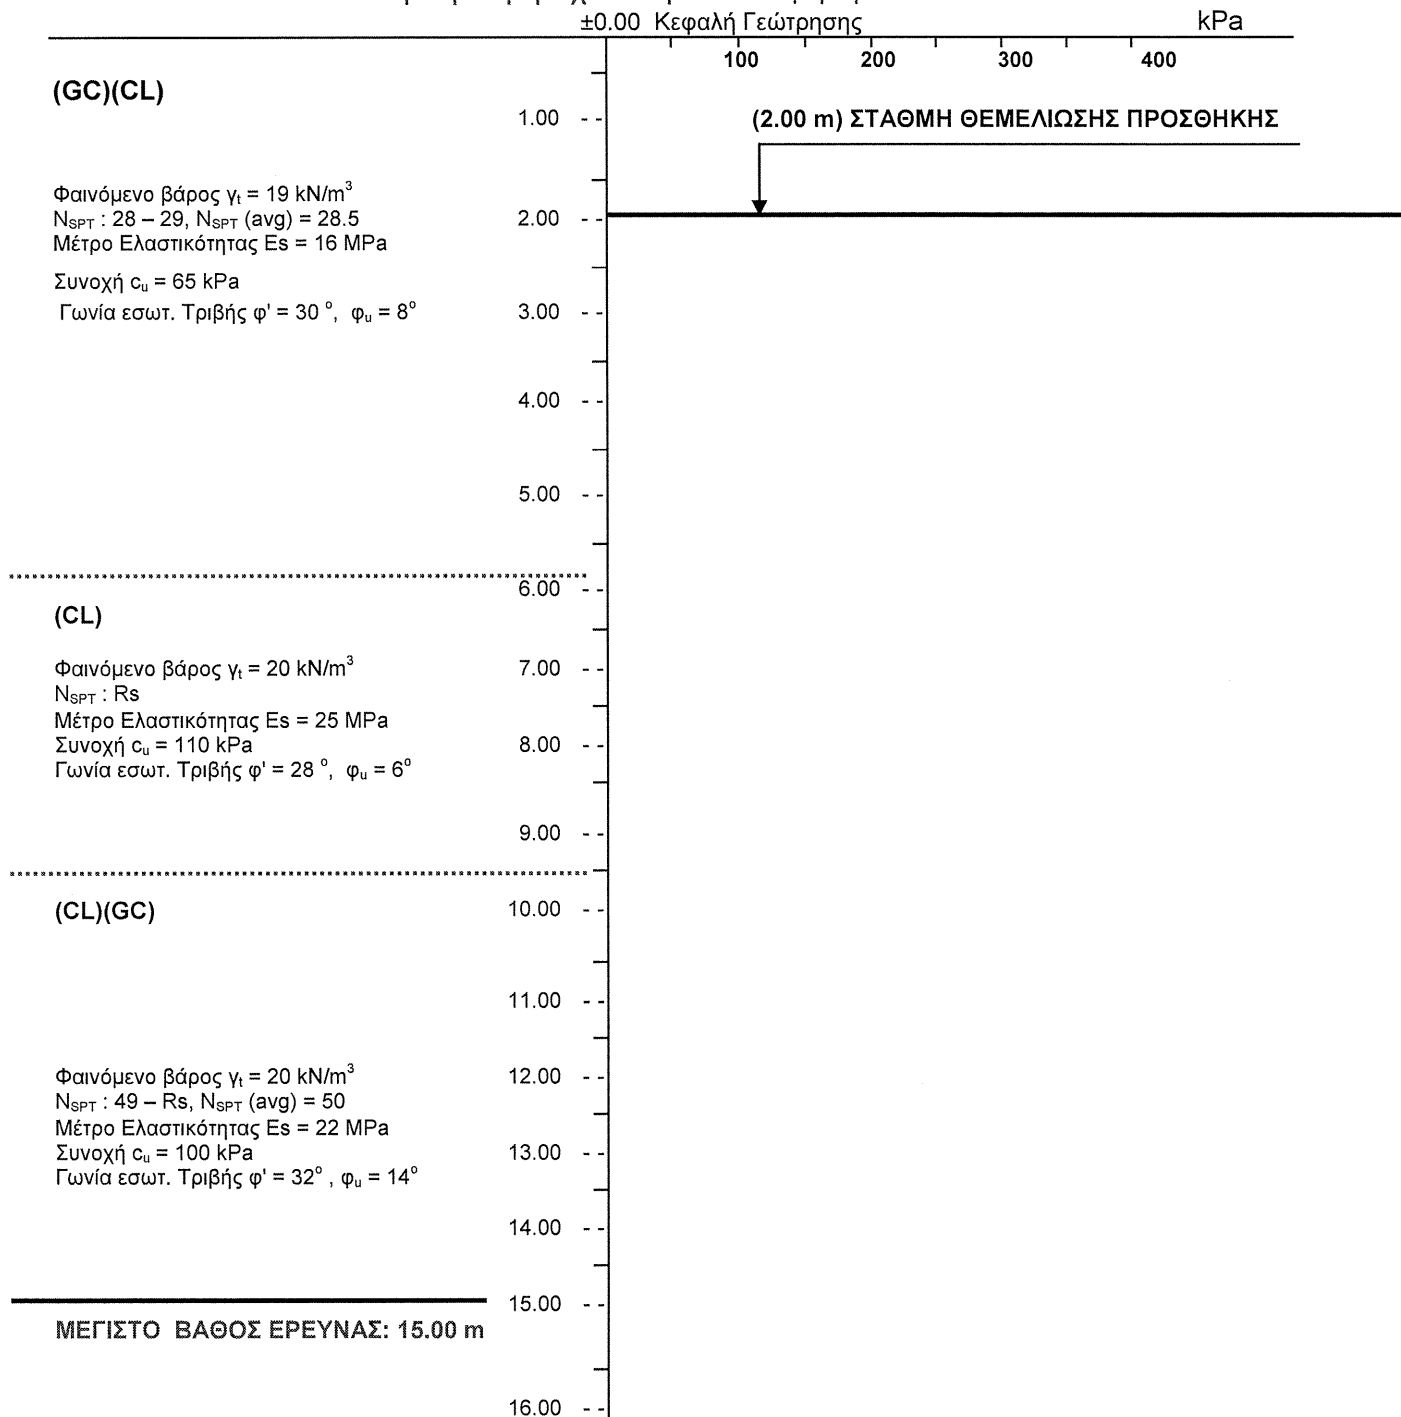 ±0.00 Κεφαλή Γεώτρησης
kPa
100 200 300 400
(GC)(CL)
1.00
(2.00 m) ΣΤΑΘΜΗ ΘΕΜΕΛΙΩΣΗΣ ΠΡΟΣΘΗΚΗΣ
Φαινόμενο βάρος γt = 19 kN/m³
NSPT : 28 – 29, NSPT (avg) = 28.5
2.00
Μέτρο Ελαστικότητας Es = 16 MPa
Συνοχή cu = 65 kPa
Γωνία εσωτ. Τριβής φ' = 30 °, φu = 8°
3.00
4.00
5.00
6.00
(CL)
Φαινόμενο βάρος γt = 20 kN/m³
7.00
NSPT : Rs
Μέτρο Ελαστικότητας Es = 25 MPa
Συνοχή cu = 110 kPa
8.00
Γωνία εσωτ. Τριβής φ' = 28 °, φu = 6°
9.00
(CL)(GC)
10.00
11.00
Φαινόμενο βάρος γt = 20 kN/m³
12.00
NSPT : 49 – Rs, NSPT (avg) = 50
Μέτρο Ελαστικότητας Es = 22 MPa
Συνοχή cu = 100 kPa
13.00
Γωνία εσωτ. Τριβής φ' = 32° , φu = 14°
14.00
15.00
ΜΕΓΙΣΤΟ ΒΑΘΟΣ ΕΡΕΥΝΑΣ: 15.00 m
16.00